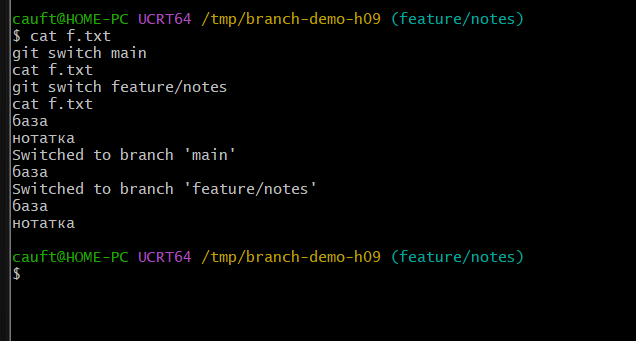 cauft@HOME-PC UCRT64 /tmp/branch-demo-h09 (feature/notes)
$ cat f.txt
git switch main
cat f.txt
git switch feature/notes
cat f.txt
база
нотатка
Switched to branch 'main'
база
Switched to branch 'feature/notes'
база
нотатка
cauft@HOME-PC UCRT64 /tmp/branch-demo-h09 (feature/notes)
$